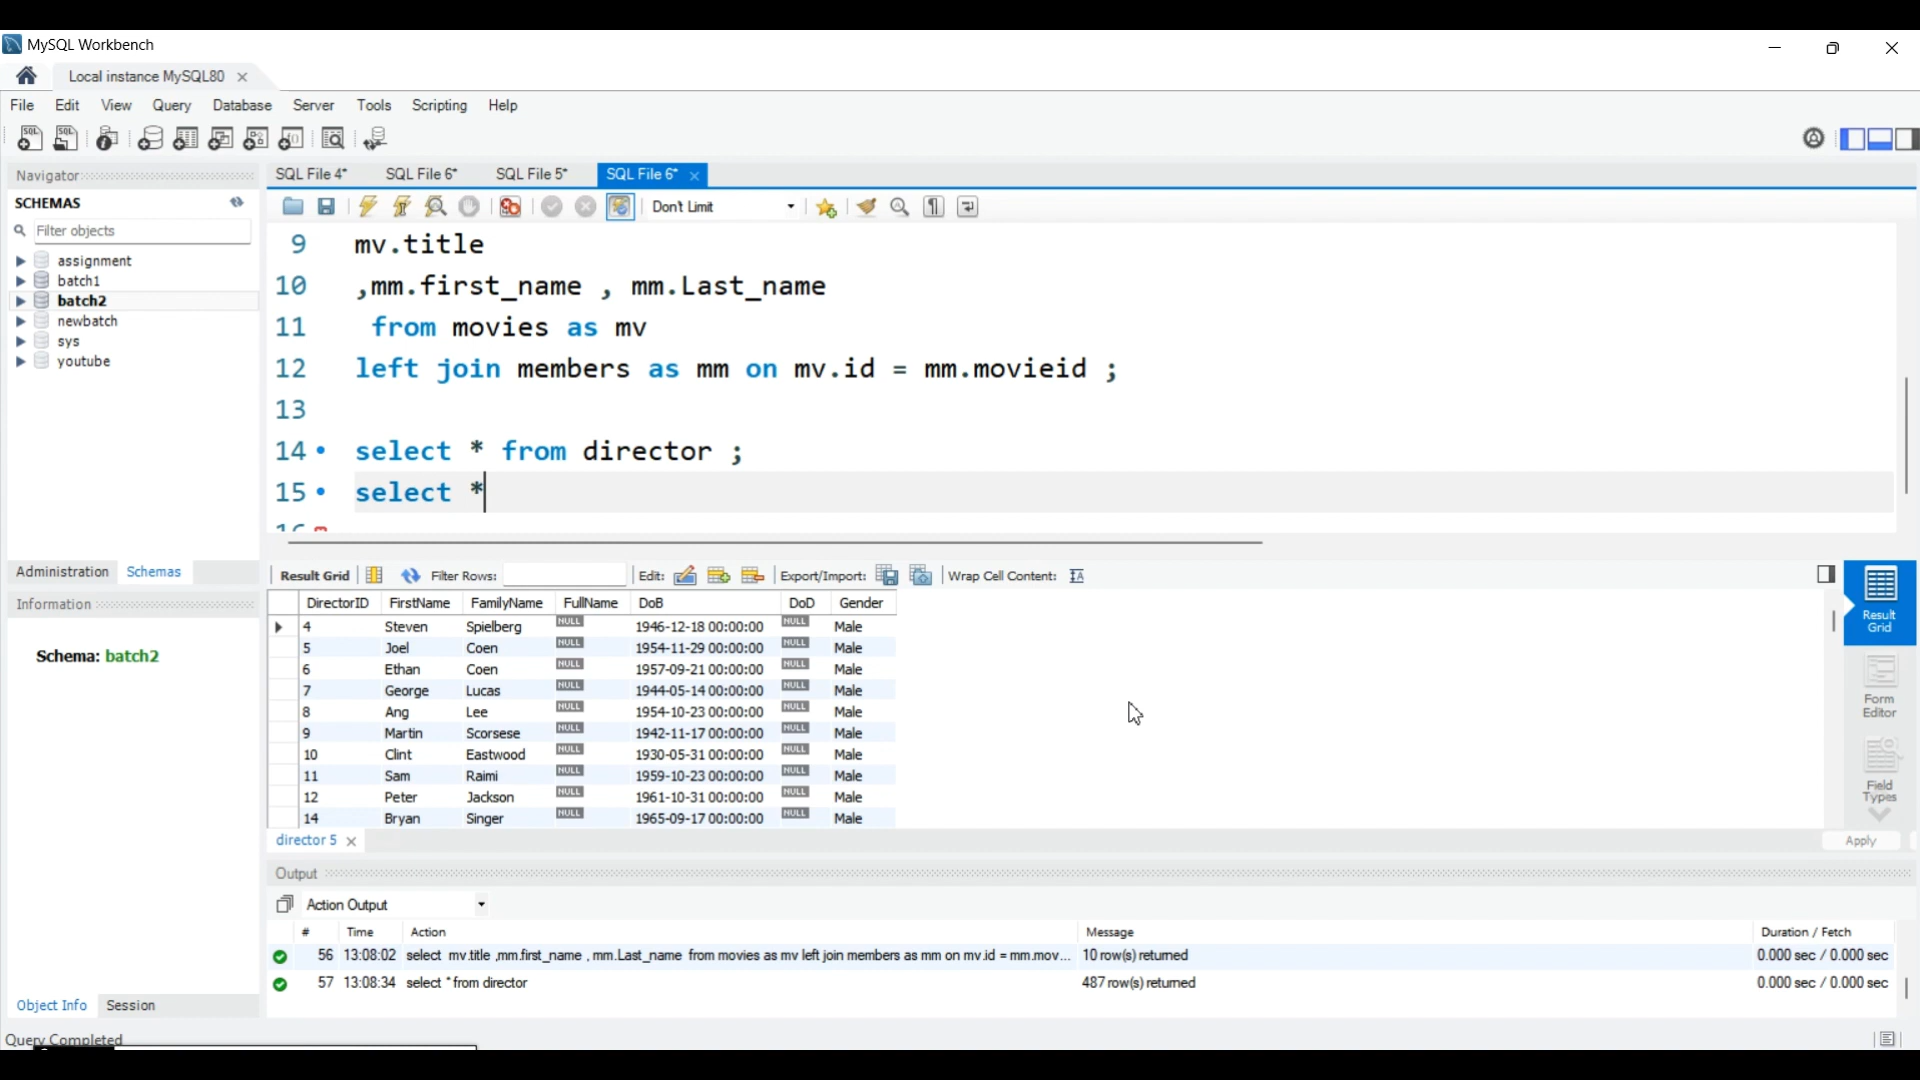 MySQL Workbench
Local instance MySQL80
File Edit View Query Database Server Tools Scripting Help
Navigator
SCHEMAS
Filter objects
assignment
batch1
batch2
newbatch
sys
youtube
Administration Schemas
Information
Schema: batch2
Object Info Session
Query Completed
SQL File 4* SQL File 6* SQL File 5* SQL File 6*
Don't Limit
9 mv.title
10 ,mm.first_name , mm.Last_name
11 from movies as mv
12 left join members as mm on mv.id = mm.movieid ;
13
14 select * from director ;
15 select *
Result Grid Filter Rows: Edit: Export/Import: Wrap Cell Content:
DirectorID FirstName FamilyName FullName DoB DoD Gender
4 Steven Spielberg NULL 1946-12-18 00:00:00 NULL Male
5 Joel Coen NULL 1954-11-29 00:00:00 NULL Male
6 Ethan Coen NULL 1957-09-21 00:00:00 NULL Male
7 George Lucas NULL 1944-05-14 00:00:00 NULL Male
8 Ang Lee NULL 1954-10-23 00:00:00 NULL Male
9 Martin Scorsese NULL 1942-11-17 00:00:00 NULL Male
10 Clint Eastwood NULL 1930-05-31 00:00:00 NULL Male
11 Sam Raimi NULL 1959-10-23 00:00:00 NULL Male
12 Peter Jackson NULL 1961-10-31 00:00:00 NULL Male
14 Bryan Singer NULL 1965-09-17 00:00:00 NULL Male
Result
Grid
Form
Editor
Field
Types
director 5
Apply
Output
Action Output
# Time Action Message Duration / Fetch
56 13:08:02 select mv.title ,mm.first_name , mm.Last_name from movies as mv left join members as mm on mv.id = mm.mov... 10 row(s) returned 0.000 sec / 0.000 sec
57 13:08:34 select * from director 487 row(s) returned 0.000 sec / 0.000 sec